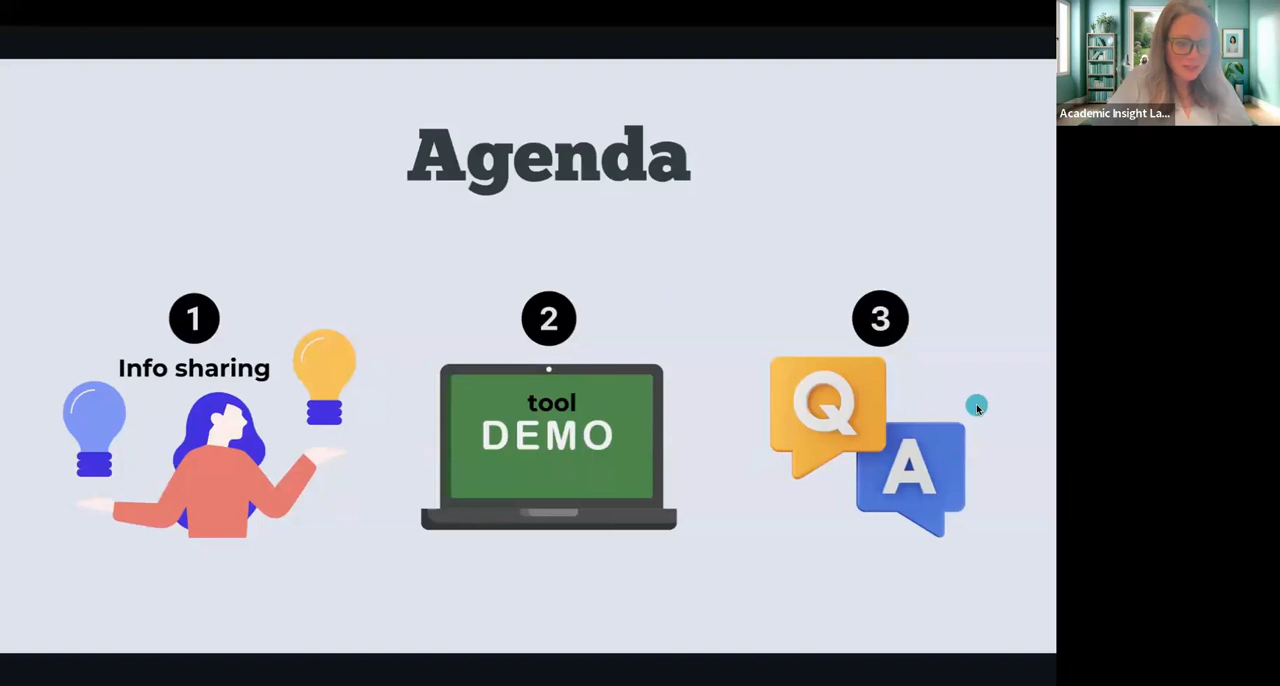 Agenda
1
Info sharing
2
tool
DEMO
3
Q
A
Academic Insight La...